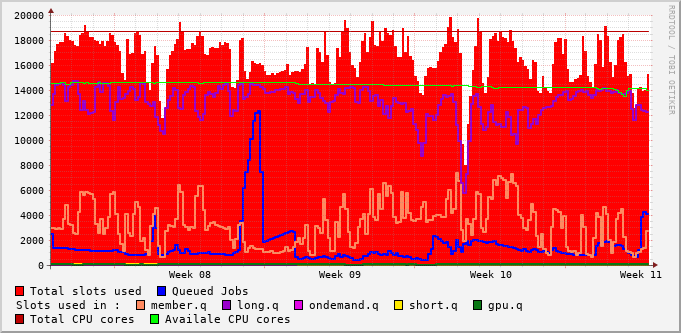 20000
18000
16000
14000
12000
10000
8000
6000
4000
2000
0
Week 08 Week 09 Week 10 Week 11
RRDTOOL / TOBI OETIKER
Total slots used Queued Jobs
Slots used in : member.q long.q ondemand.q short.q gpu.q
Total CPU cores Availale CPU cores